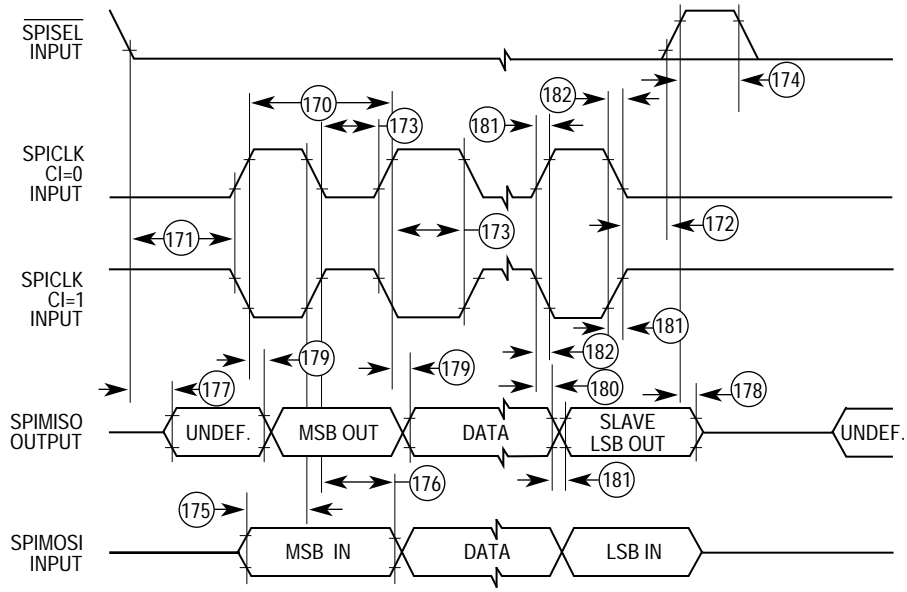 SPISEL
INPUT
174
182
170
181
173
SPICLK
CI=0
INPUT
172
171
173
SPICLK
CI=1
INPUT
181
179
182
179
177
180
178
SPIMISO
OUTPUT
UNDEF.
MSB OUT
DATA
SLAVE
LSB OUT
UNDEF.
176
181
175
SPIMOSI
INPUT
MSB IN
DATA
LSB IN